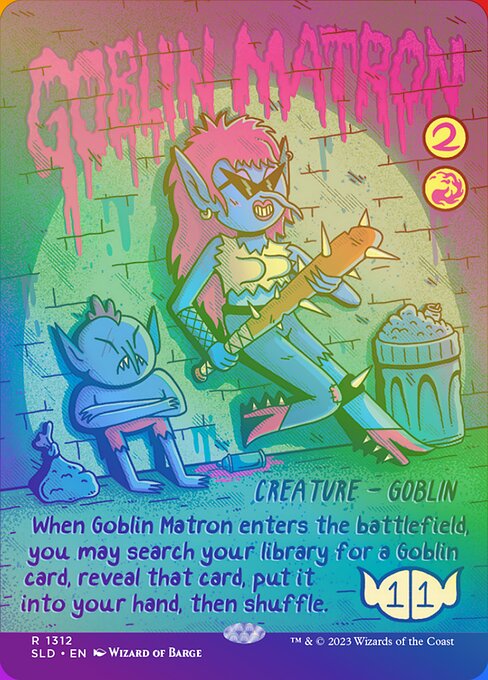 GOBLIN MATRON
2
CREATURE – GOBLIN
When Goblin Matron enters the battlefield,
you may search your library for a Goblin
card, reveal that card, put it
into your hand, then shuffle.
1 1
R 1312
SLD • EN Wizard of Barge
™ & © 2023 Wizards of the Coast